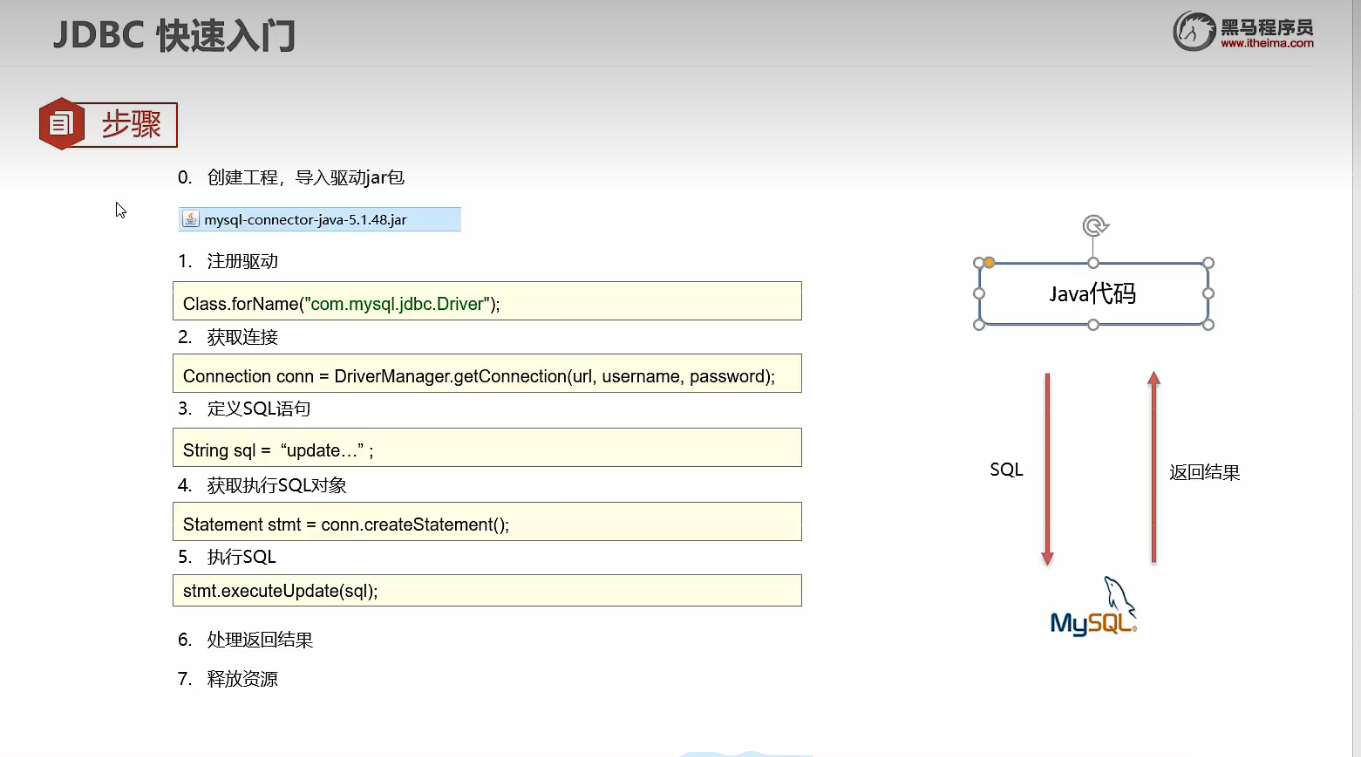 JDBC 快速入门
黑马程序员
www.itheima.com
步骤
0. 创建工程，导入驱动jar包
mysql-connector-java-5.1.48.jar
1. 注册驱动
Class.forName("com.mysql.jdbc.Driver");
2. 获取连接
Connection conn = DriverManager.getConnection(url, username, password);
3. 定义SQL语句
String sql = “update…” ;
4. 获取执行SQL对象
Statement stmt = conn.createStatement();
5. 执行SQL
stmt.executeUpdate(sql);
6. 处理返回结果
7. 释放资源
Java代码
SQL
返回结果
MySQL